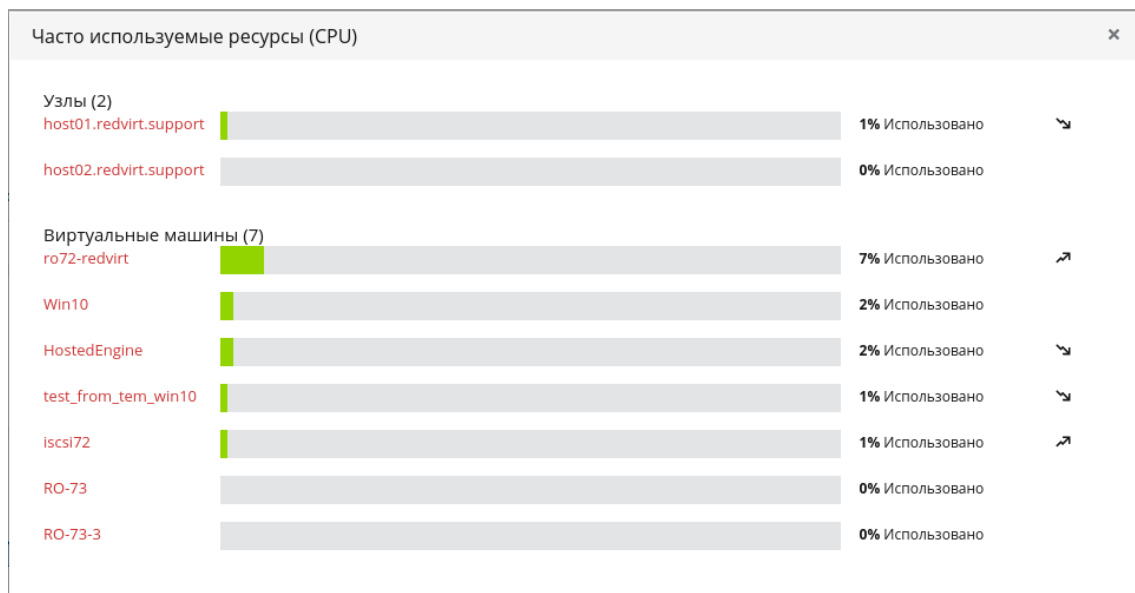 Часто используемые ресурсы (CPU)
Узлы (2)
host01.redvirt.support 1% Использовано
host02.redvirt.support 0% Использовано
Виртуальные машины (7)
ro72-redvirt 7% Использовано
Win10 2% Использовано
HostedEngine 2% Использовано
test_from_tem_win10 1% Использовано
iscsi72 1% Использовано
RO-73 0% Использовано
RO-73-3 0% Использовано